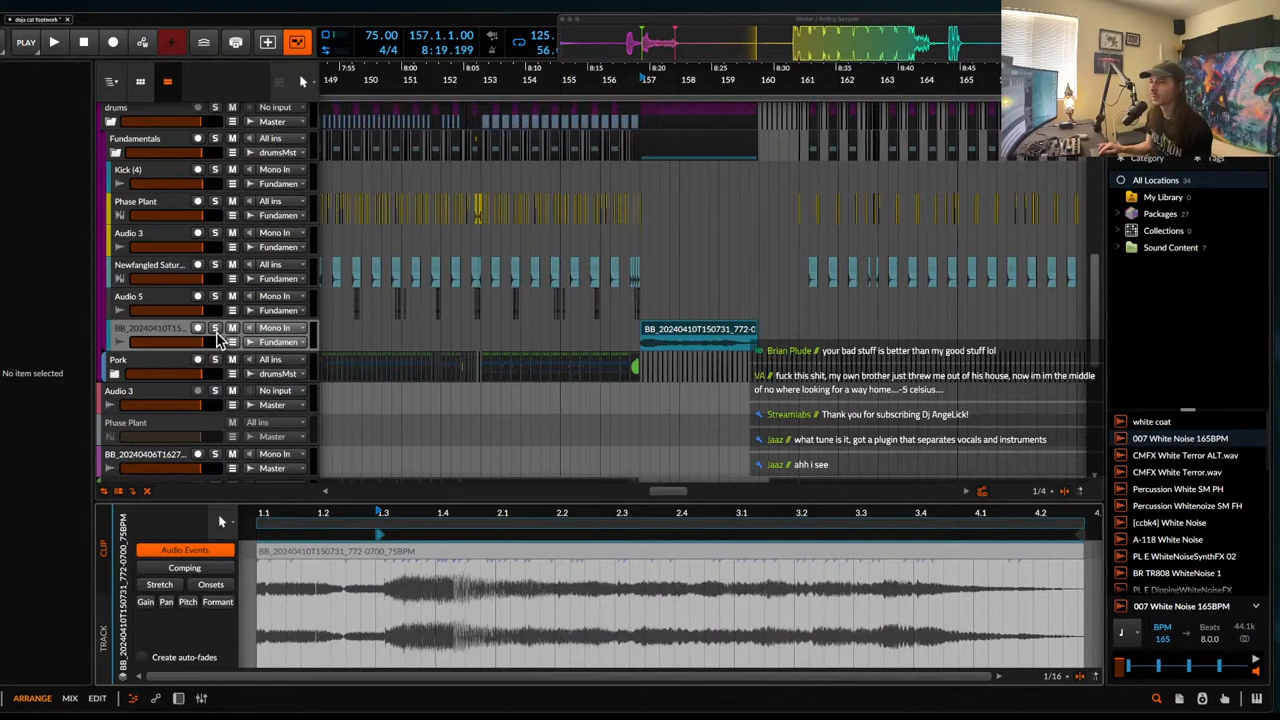 doja cat footwork *
Master / Rolling Sampler
PLAY
75.00
4/4
157.1.1.00
8:19.199
125.
56.
7:55
8:00
8:05
8:10
8:15
8:20
8:40
8:45
149
150
151
152
153
154
155
156
157
158
159
160
161
162
163
164
165
drums
S
M
No input
Master
Fundamentals
S
M
All ins
drumsMst
Kick (4)
S
M
Mono In
Fundamen
Phase Plant
S
M
All ins
Fundamen
Audio 3
S
M
Mono In
Fundamen
Newfangled Satur...
S
M
All ins
Fundamen
Audio 5
S
M
Mono In
Fundamen
BB_20240410T15...
S
M
Mono In
Fundamen
BB_20240410T150731_772-0
Pork
S
M
All ins
drumsMst
Audio 3
S
M
No input
Master
Phase Plant
S
M
All ins
Master
BB_20240406T1627...
S
M
Mono In
Master
Brian Plude // your bad stuff is better than my good stuff lol
VA // fuck this shit, my own brother just threw me out of his house, now im im the middle
of no where looking for a way home....-5 celsius....
Streamlabs // Thank you for subscribing Dj AngeLick!
Jaaz // what tune is it, got a plugin that separates vocals and instruments
Jaaz // ahh i see
1/4
No item selected
Category
Tags
All Locations 34
My Library 0
Packages 27
Collections 0
Sound Content 7
white coat
007 White Noise 165BPM
CMFX White Terror ALT.wav
CMFX White Terror.wav
Percussion White SM PH
Percussion Whitenoize SM FH
[ccbk4] White Noise
A-118 White Noise
PL E WhiteNoiseSynthFX 02
BR TR808 WhiteNoise 1
PL E DippingWhiteNoiseFX
007 White Noise 165BPM
BPM
165
Beats
8.0.0
44.1k
CLIP
TRACK
BB_20240410T150731_772-0700_75BPM
Audio Events
Comping
Stretch
Onsets
Gain
Pan
Pitch
Formant
Create auto-fades
1.1
1.2
1.3
1.4
2.1
2.2
2.3
2.4
3.1
3.2
3.3
3.4
4.1
4.2
4.
BB_20240410T150731_772-0700_75BPM
1/16
ARRANGE
MIX
EDIT